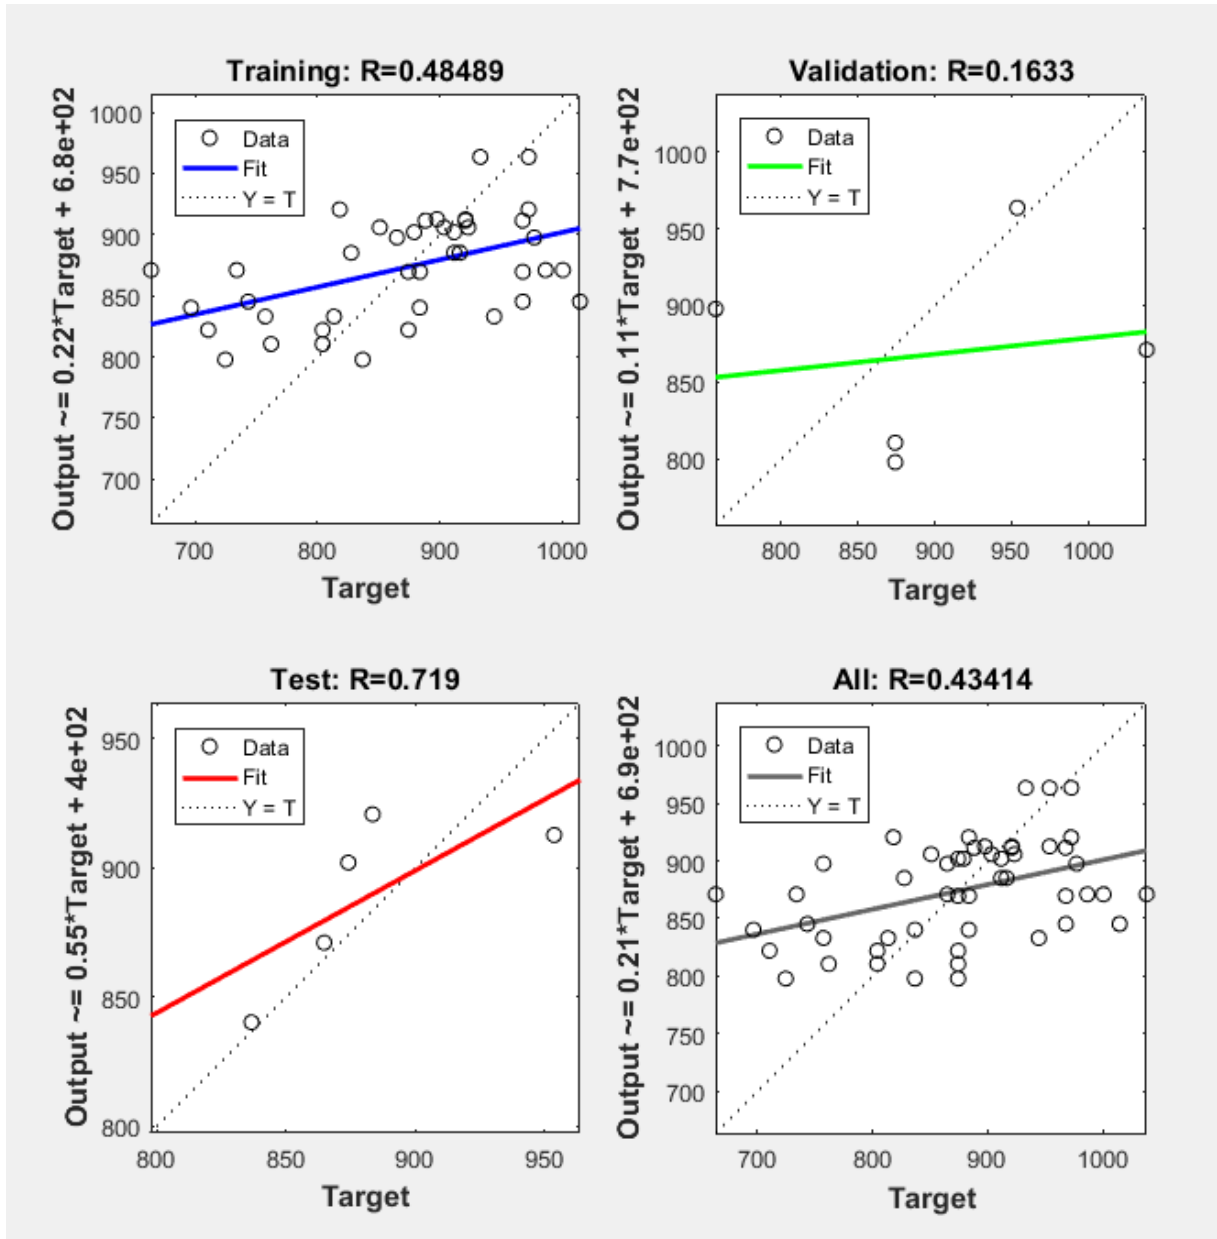 Training: R=0.48489
Output ~= 0.22*Target + 6.8e+02
1000
950
900
850
800
700
Data
Fit
Y = T
700
800
900
1000
Target
Validation: R=0.1633
Output ~= 0.11*Target + 7.7e+02
1000
950
900
850
800
Data
Fit
Y = T
800
850
900
950
1000
Target
Test: R=0.719
Output ~= 0.55*Target + 4e+02
950
900
850
800
Data
Fit
Y = T
800
850
900
950
Target
All: R=0.43414
Output ~= 0.21*Target + 6.9e+02
1000
950
900
850
800
750
700
Data
Fit
Y = T
700
800
900
1000
Target